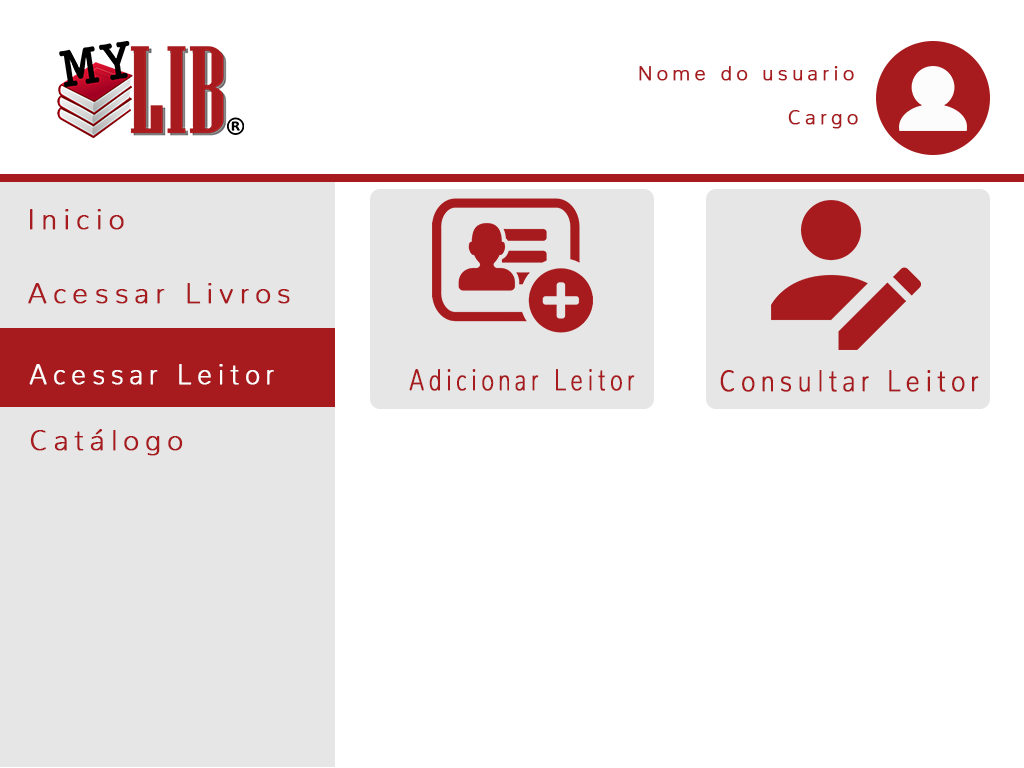 MY LIB ®
Nome do usuario
Cargo
Inicio
Acessar Livros
Acessar Leitor
Catálogo
Adicionar Leitor
Consultar Leitor